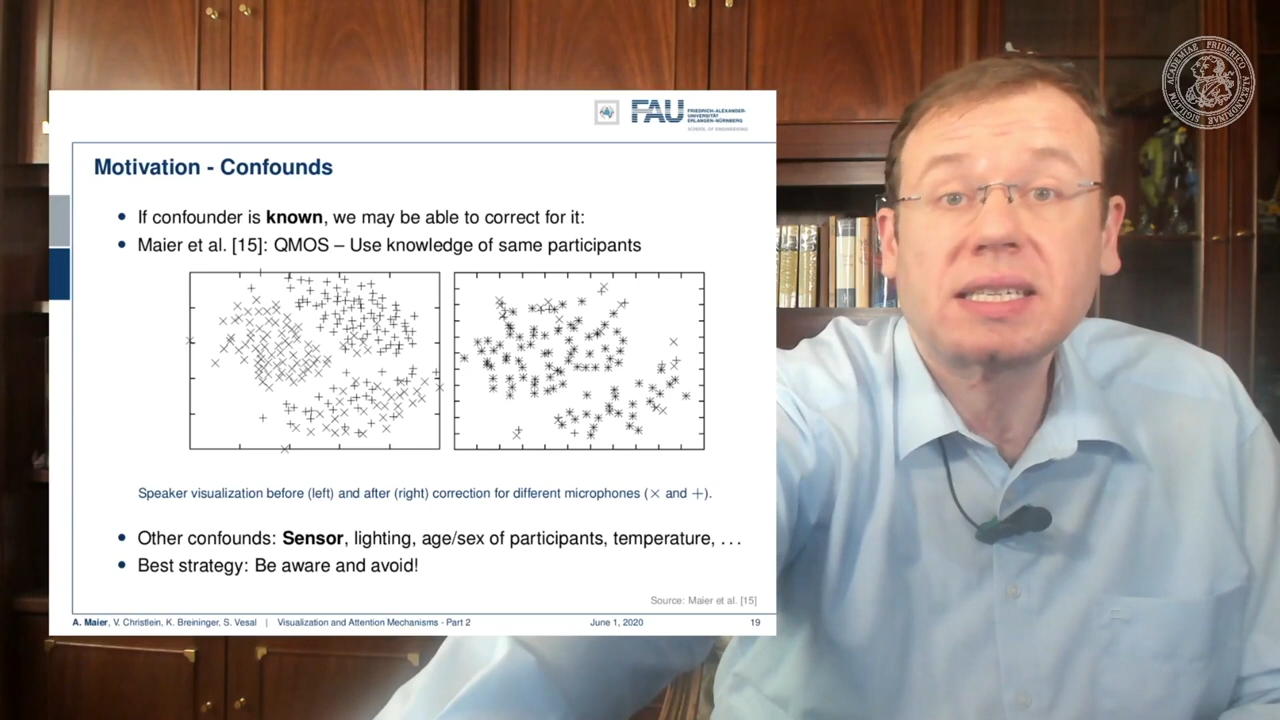 FAU
FRIEDRICH-ALEXANDER-
UNIVERSITÄT
ERLANGEN-NÜRNBERG
SCHOOL OF ENGINEERING
Motivation - Confounds
• If confounder is known, we may be able to correct for it:
• Maier et al. [15]: QMOS – Use knowledge of same participants
Speaker visualization before (left) and after (right) correction for different microphones (× and +).
• Other confounds: Sensor, lighting, age/sex of participants, temperature, . . .
• Best strategy: Be aware and avoid!
Source: Maier et al. [15]
A. Maier, V. Christlein, K. Breininger, S. Vesal | Visualization and Attention Mechanisms - Part 2 June 1, 2020 19